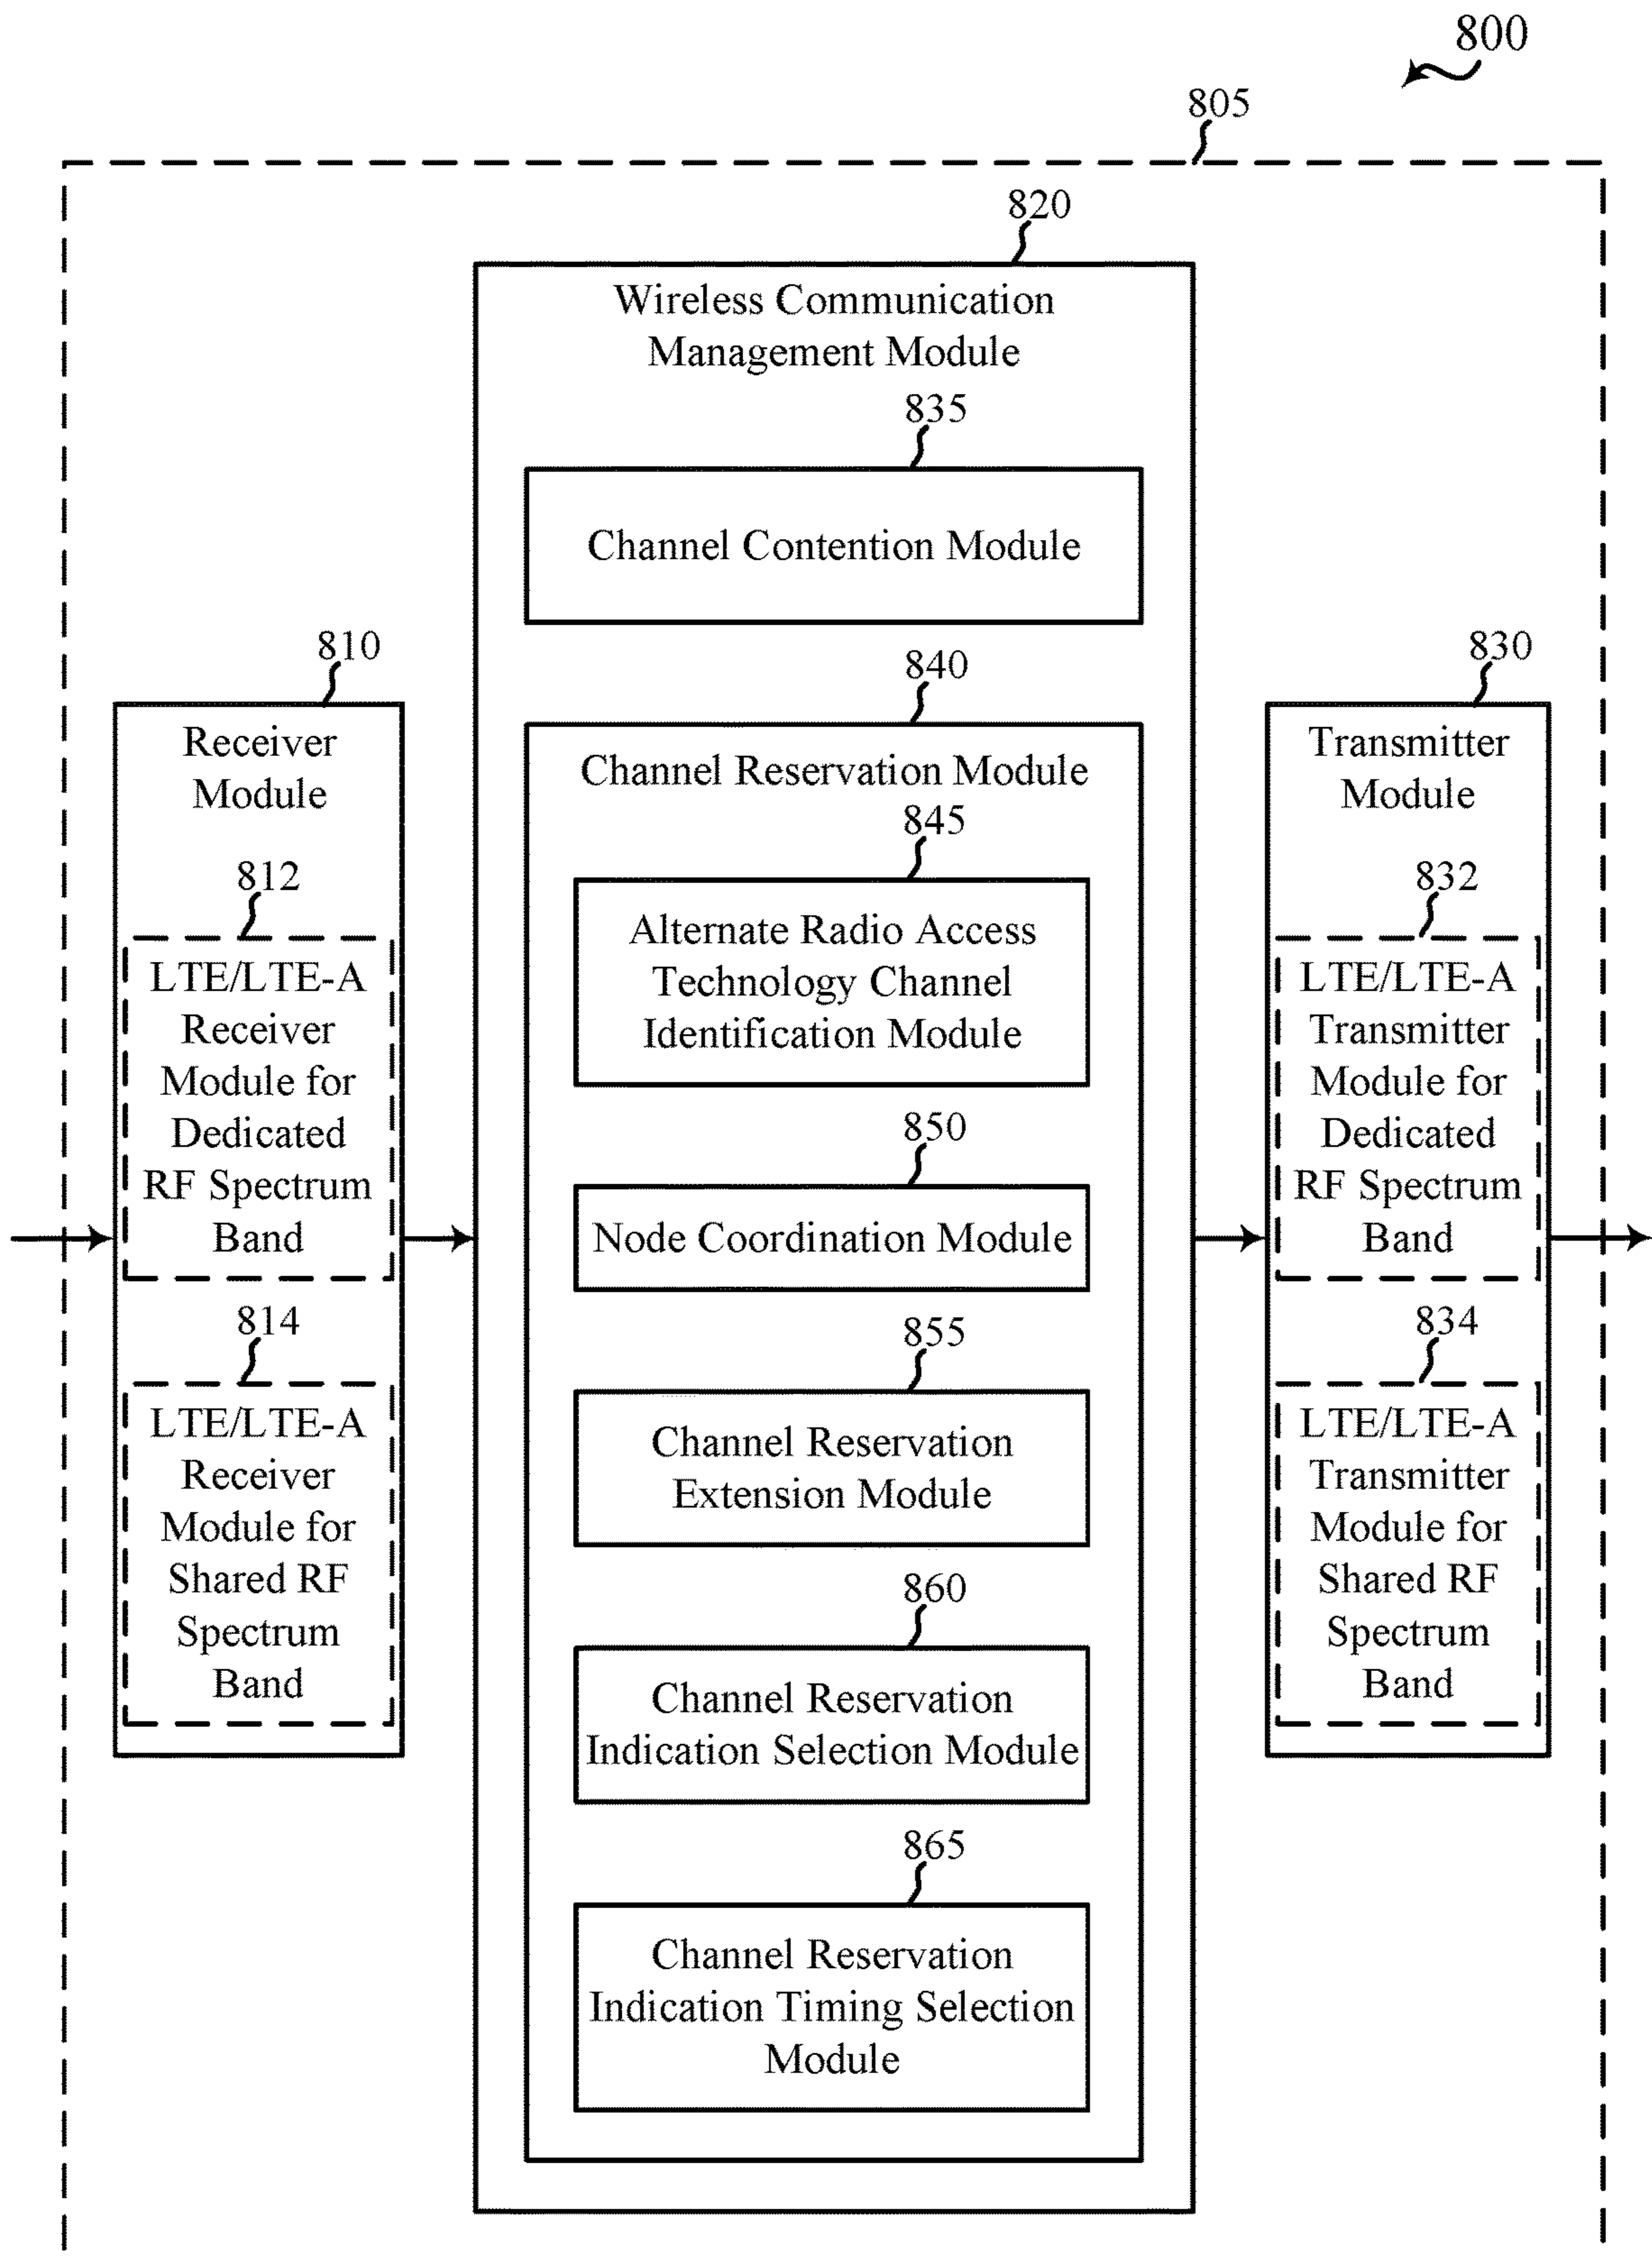 800
805
820
Wireless Communication
Management Module
835
Channel Contention Module
810
Receiver
Module
812
LTE/LTE-A
Receiver
Module for
Dedicated
RF Spectrum
Band
814
LTE/LTE-A
Receiver
Module for
Shared RF
Spectrum
Band
840
Channel Reservation Module
845
Alternate Radio Access
Technology Channel
Identification Module
850
Node Coordination Module
855
Channel Reservation
Extension Module
860
Channel Reservation
Indication Selection Module
865
Channel Reservation
Indication Timing Selection
Module
830
Transmitter
Module
832
LTE/LTE-A
Transmitter
Module for
Dedicated
RF Spectrum
Band
834
LTE/LTE-A
Transmitter
Module for
Shared RF
Spectrum
Band